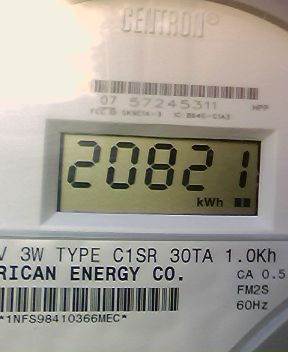 CENTRON®
07 57245311 HPP
20821
kWh
V 3W TYPE C1SR 30TA 1.0Kh
RICAN ENERGY CO. CA 0.5
FM2S
60Hz
*1NFS98410366MEC*